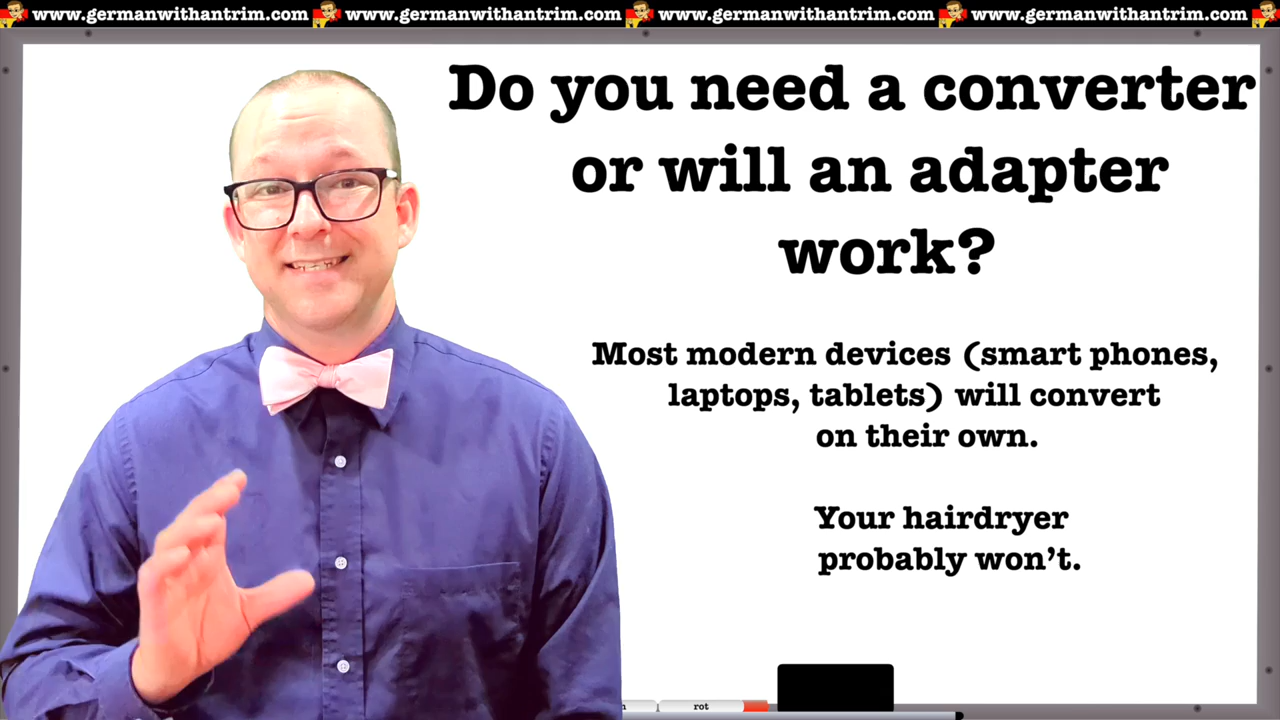 www.germanwithantrim.com www.germanwithantrim.com www.germanwithantrim.com www.germanwithantrim.com
Do you need a converter
or will an adapter
work?
Most modern devices (smart phones,
laptops, tablets) will convert
on their own.
Your hairdryer
probably won’t.
rot